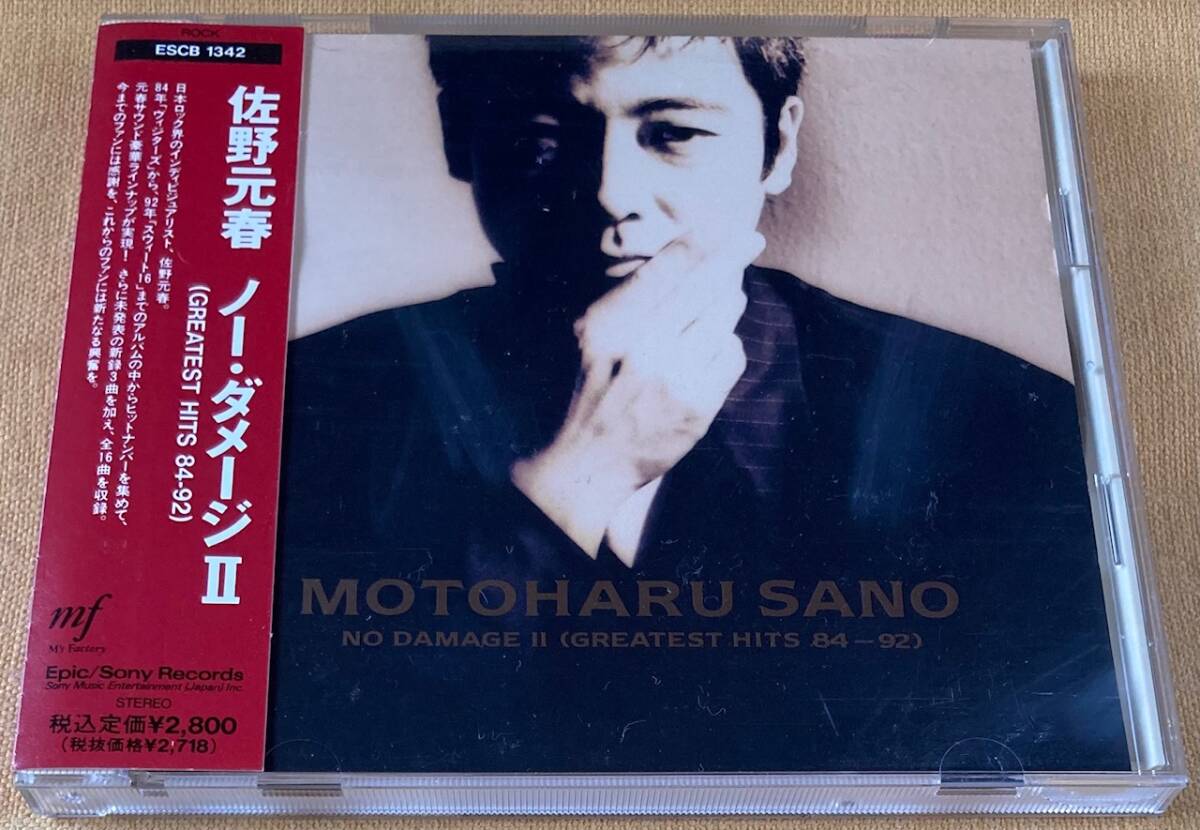 ROCK
ESCB 1342
佐野元春 ノー・ダメージII
(GREATEST HITS 84-92)
日本ロック界のインディビジュアリスト、佐野元春。
84年「ヴィジターズ」から、92年「スウィート16」までのアルバムの中からヒットナンバーを集めて、
元春サウンド豪華ラインナップが実現！ さらに未発表の新録3曲を加え、全16曲を収録。
今までのファンには感謝を、これからのファンには新たなる興奮を。
mf
M's Factory
Epic/Sony Records
Sony Music Entertainment (Japan) Inc.
STEREO
税込定価¥2,800
(税抜価格¥2,718)
MOTOHARU SANO
NO DAMAGE II (GREATEST HITS 84-92)